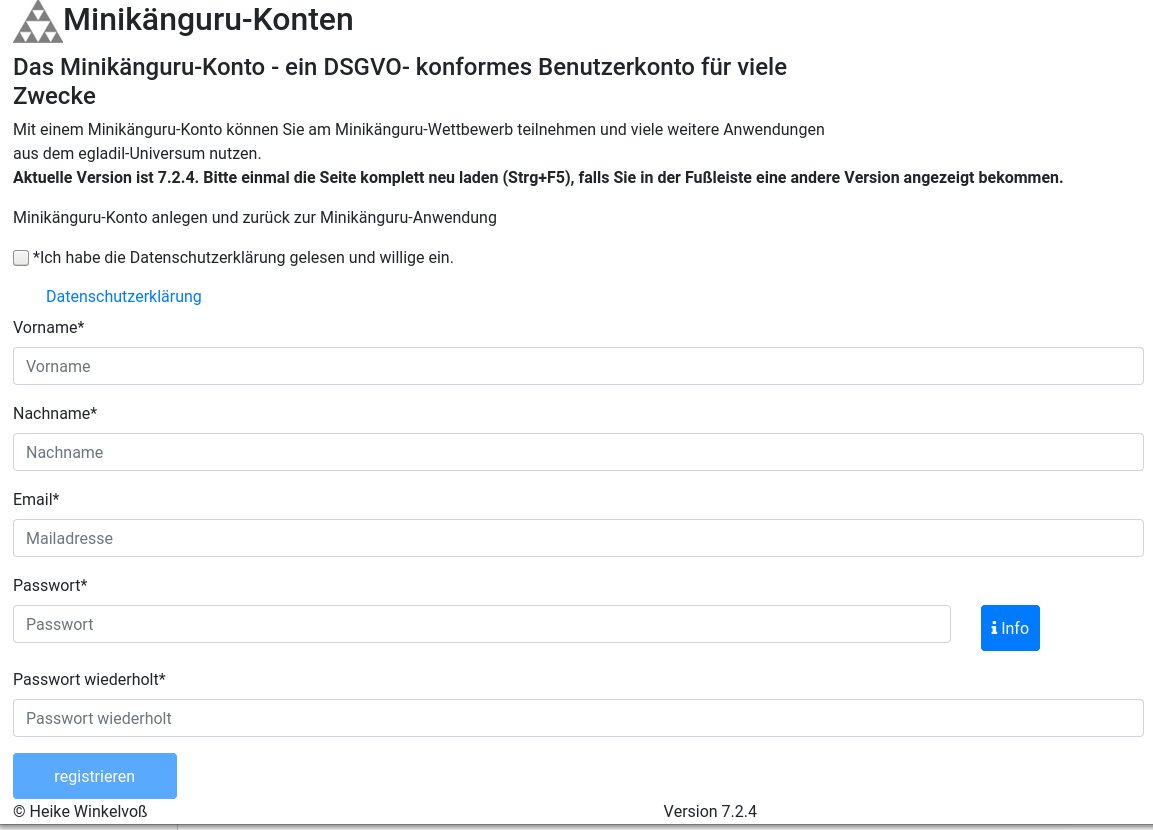 Minikänguru-Konten
Das Minikänguru-Konto - ein DSGVO- konformes Benutzerkonto für viele
Zwecke
Mit einem Minikänguru-Konto können Sie am Minikänguru-Wettbewerb teilnehmen und viele weitere Anwendungen
aus dem egladil-Universum nutzen.
Aktuelle Version ist 7.2.4. Bitte einmal die Seite komplett neu laden (Strg+F5), falls Sie in der Fußleiste eine andere Version angezeigt bekommen.
Minikänguru-Konto anlegen und zurück zur Minikänguru-Anwendung
*Ich habe die Datenschutzerklärung gelesen und willige ein.
Datenschutzerklärung
Vorname*
Vorname
Nachname*
Nachname
Email*
Mailadresse
Passwort*
Passwort
Info
Passwort wiederholt*
Passwort wiederholt
registrieren
© Heike Winkelvoß Version 7.2.4